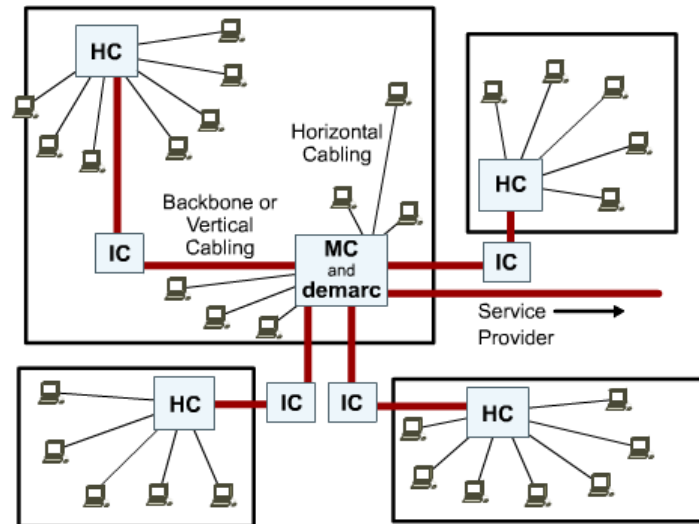 HC
Horizontal
Cabling
HC
Backbone or
Vertical
Cabling
IC
MC
and
demarc
IC
Service
Provider
HC
IC
IC
HC